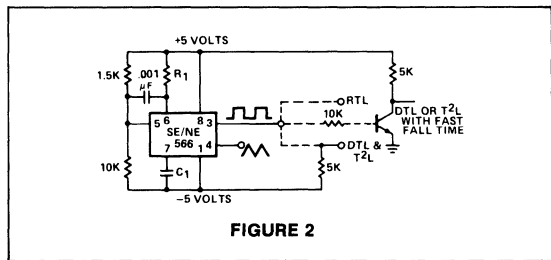 +5 VOLTS
1.5K
.001
μF
R1
5K
5
6
8
3
SE/NE
566
7
1
4
RTL
10K
DTL OR T²L
WITH FAST
FALL TIME
10K
C1
DTL &
T²L
5K
−5 VOLTS
FIGURE 2